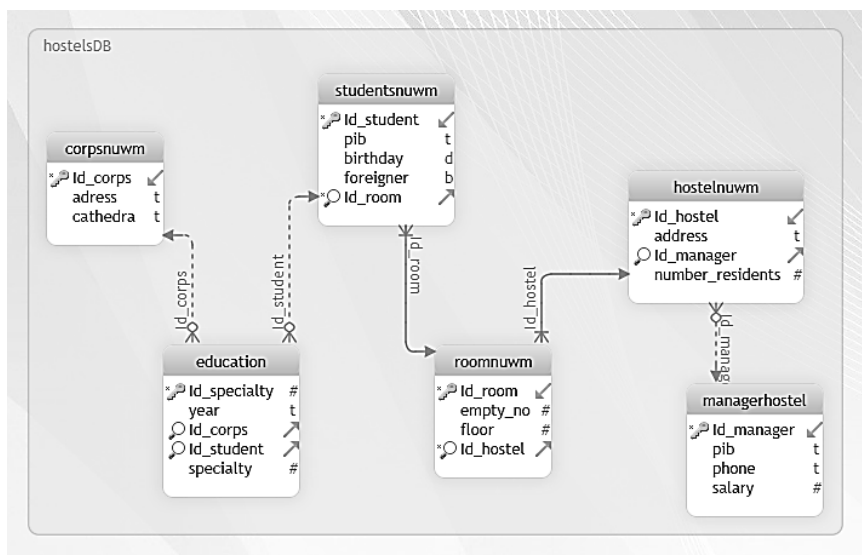 hostelsDB
studentsnuwm
Id_student
pib t
birthday d
foreigner b
Id_room
corpsnuwm
Id_corps
adress t
cathedra t
hostelnuwm
Id_hostel
address t
Id_manager
number_residents #
Id_corps
Id_student
Id_room
Id_hostel
Id_manag
education
Id_specialty #
year t
Id_corps
Id_student
specialty #
roomnuwm
Id_room
empty_no #
floor #
Id_hostel
managerhostel
Id_manager
pib t
phone t
salary #